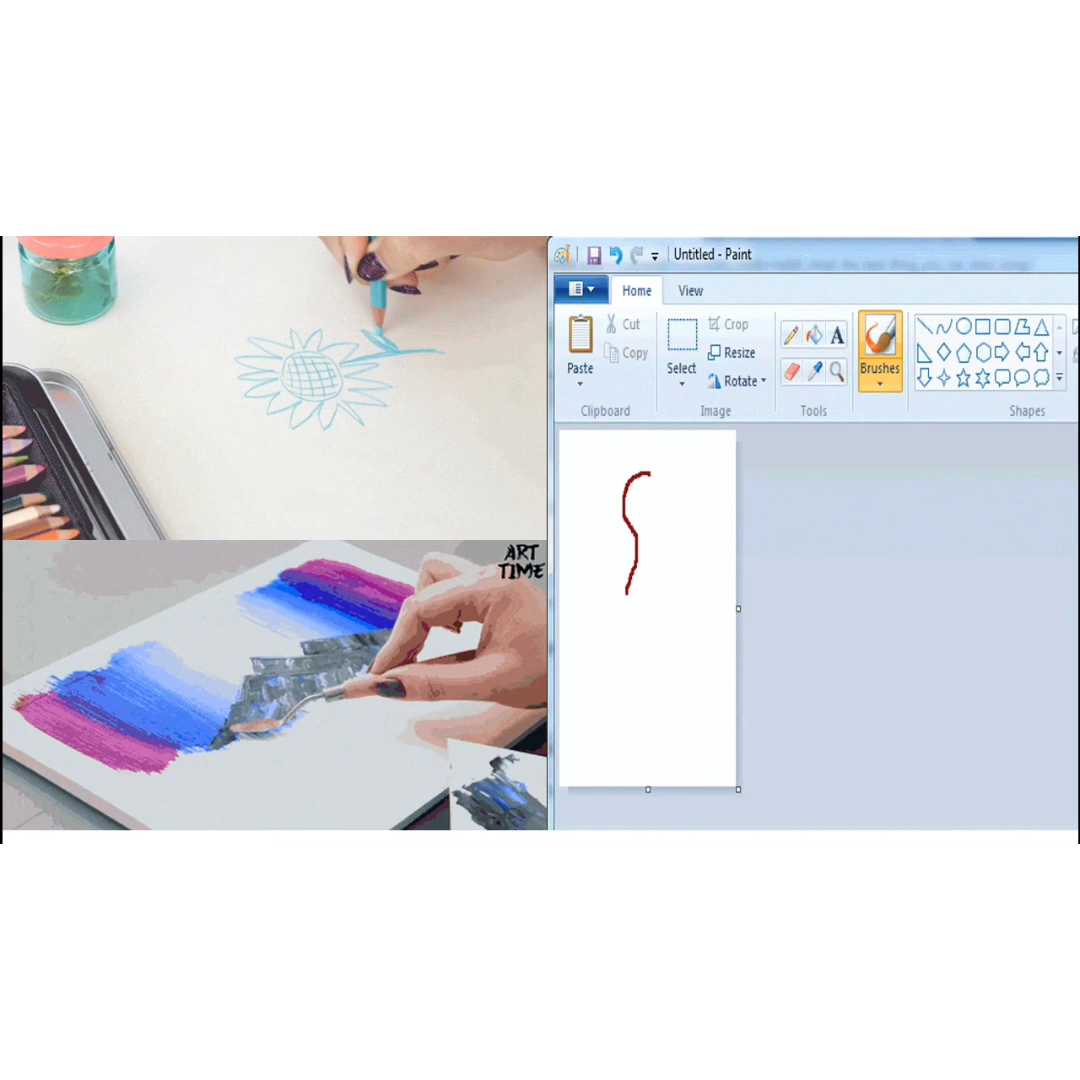 ART
TIME
Untitled - Paint
Home
View
Paste
Cut
Copy
Clipboard
Select
Crop
Resize
Rotate
Image
A
Tools
Brushes
Shapes